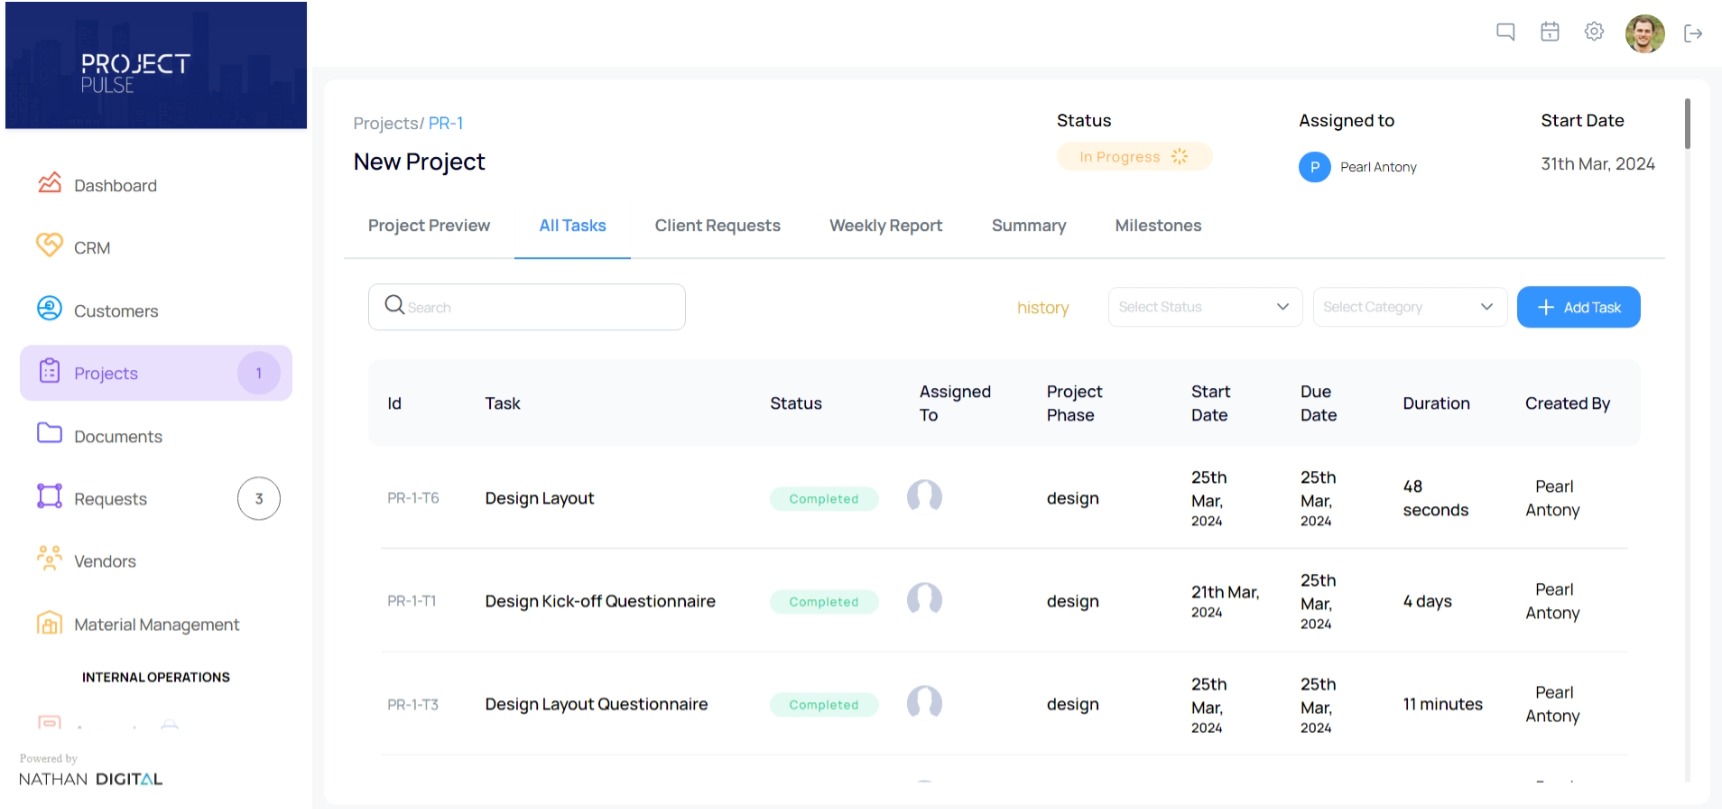 PROJECT
PULSE
Dashboard
CRM
Customers
Projects 1
Documents
Requests 3
Vendors
Material Management
INTERNAL OPERATIONS
Powered by
NATHAN DIGITAL
1
Projects/ PR-1
New Project
Status
In Progress
Assigned to
P Pearl Antony
Start Date
31th Mar, 2024
Project Preview All Tasks Client Requests Weekly Report Summary Milestones
Search history Select Status Select Category + Add Task
Id Task Status Assigned To Project Phase Start Date Due Date Duration Created By
PR-1-T6 Design Layout Completed design 25th Mar, 2024 25th Mar, 2024 48 seconds Pearl Antony
PR-1-T1 Design Kick-off Questionnaire Completed design 21th Mar, 2024 25th Mar, 2024 4 days Pearl Antony
PR-1-T3 Design Layout Questionnaire Completed design 25th Mar, 2024 25th Mar, 2024 11 minutes Pearl Antony